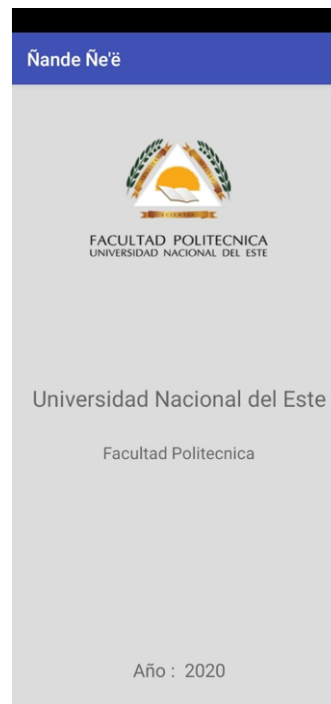 Ñande Ñe'ë
FACULTAD POLITECNICA
UNIVERSIDAD NACIONAL DEL ESTE
Universidad Nacional del Este
Facultad Politecnica
Año : 2020